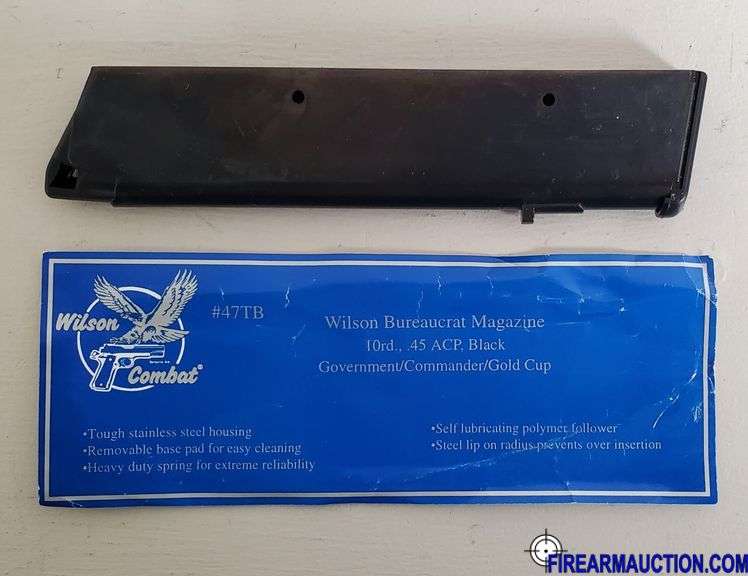 Wilson
Combat®
#47TB
Wilson Bureaucrat Magazine
10rd., .45 ACP, Black
Government/Commander/Gold Cup
•Tough stainless steel housing
•Removable base pad for easy cleaning
•Heavy duty spring for extreme reliability
•Self lubricating polymer follower
•Steel lip on radius prevents over insertion
FIREARMAUCTION.COM